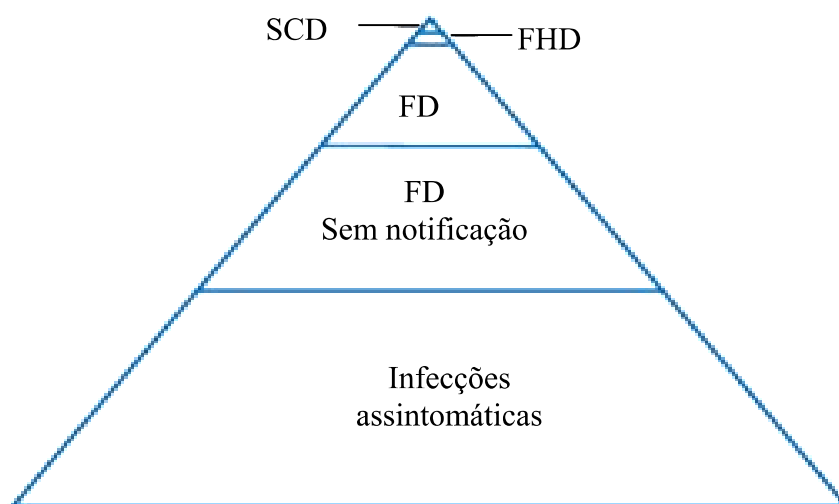 SCD
FHD
FD
FD
Sem notificação
Infecções
assintomáticas